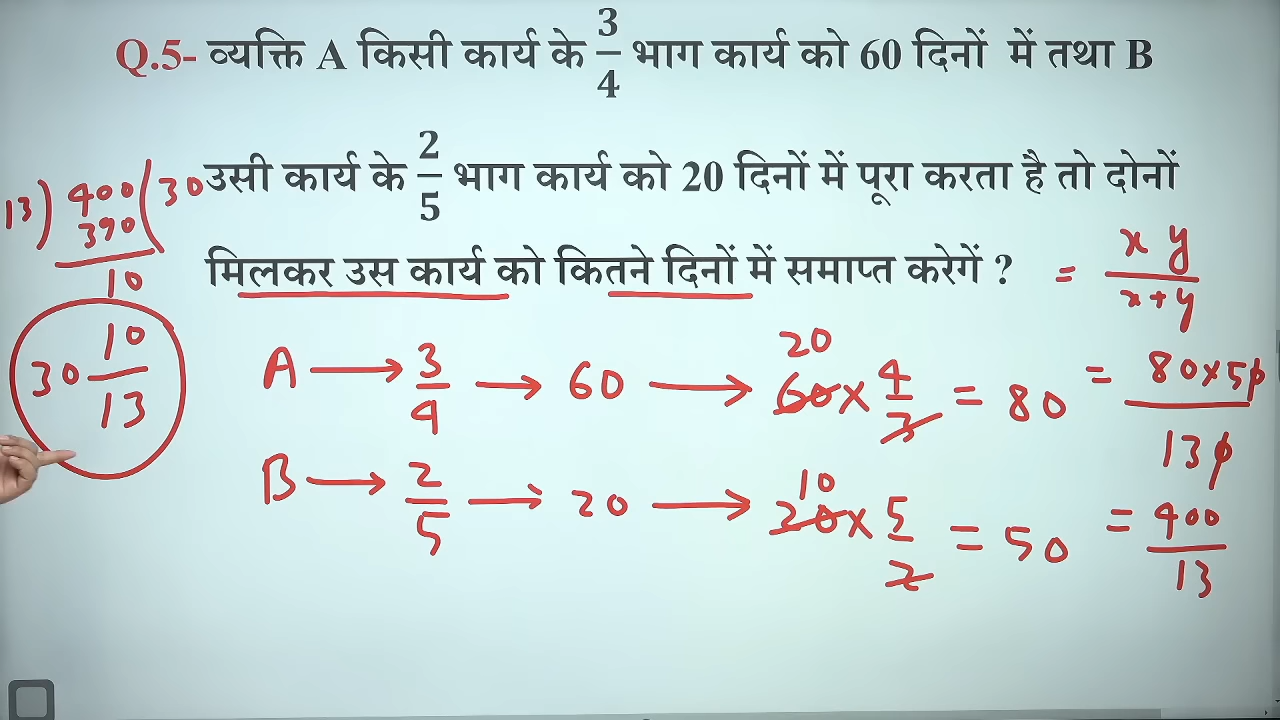 Q.5- व्यक्ति A किसी कार्य के 3/4 भाग कार्य को 60 दिनों में तथा B
उसी कार्य के 2/5 भाग कार्य को 20 दिनों में पूरा करता है तो दोनों
मिलकर उस कार्य को कितने दिनों में समाप्त करेगें ?
= xy/x+y
A → 3/4 → 60 → 60 × 4/3 = 80
20
B → 2/5 → 20 → 20 × 5/2 = 50
10
= 80×50/130
= 400/13
13) 400 (30
390
10
30 10/13